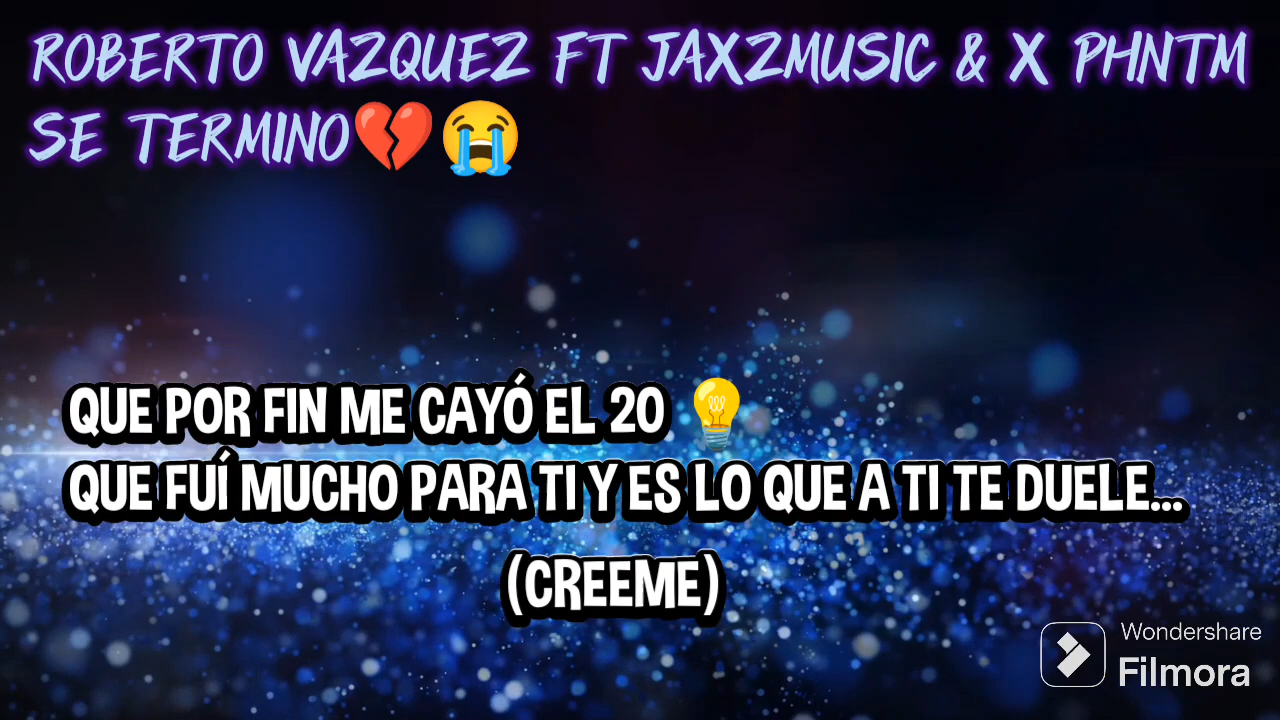 ROBERTO VAZQUEZ FT JAXZMUSIC & X PHNTM
SE TERMINO💔😭
QUE POR FIN ME CAYÓ EL 20 💡
QUE FUÍ MUCHO PARA TI Y ES LO QUE A TI TE DUELE...
(CREEME)
Wondershare
Filmora